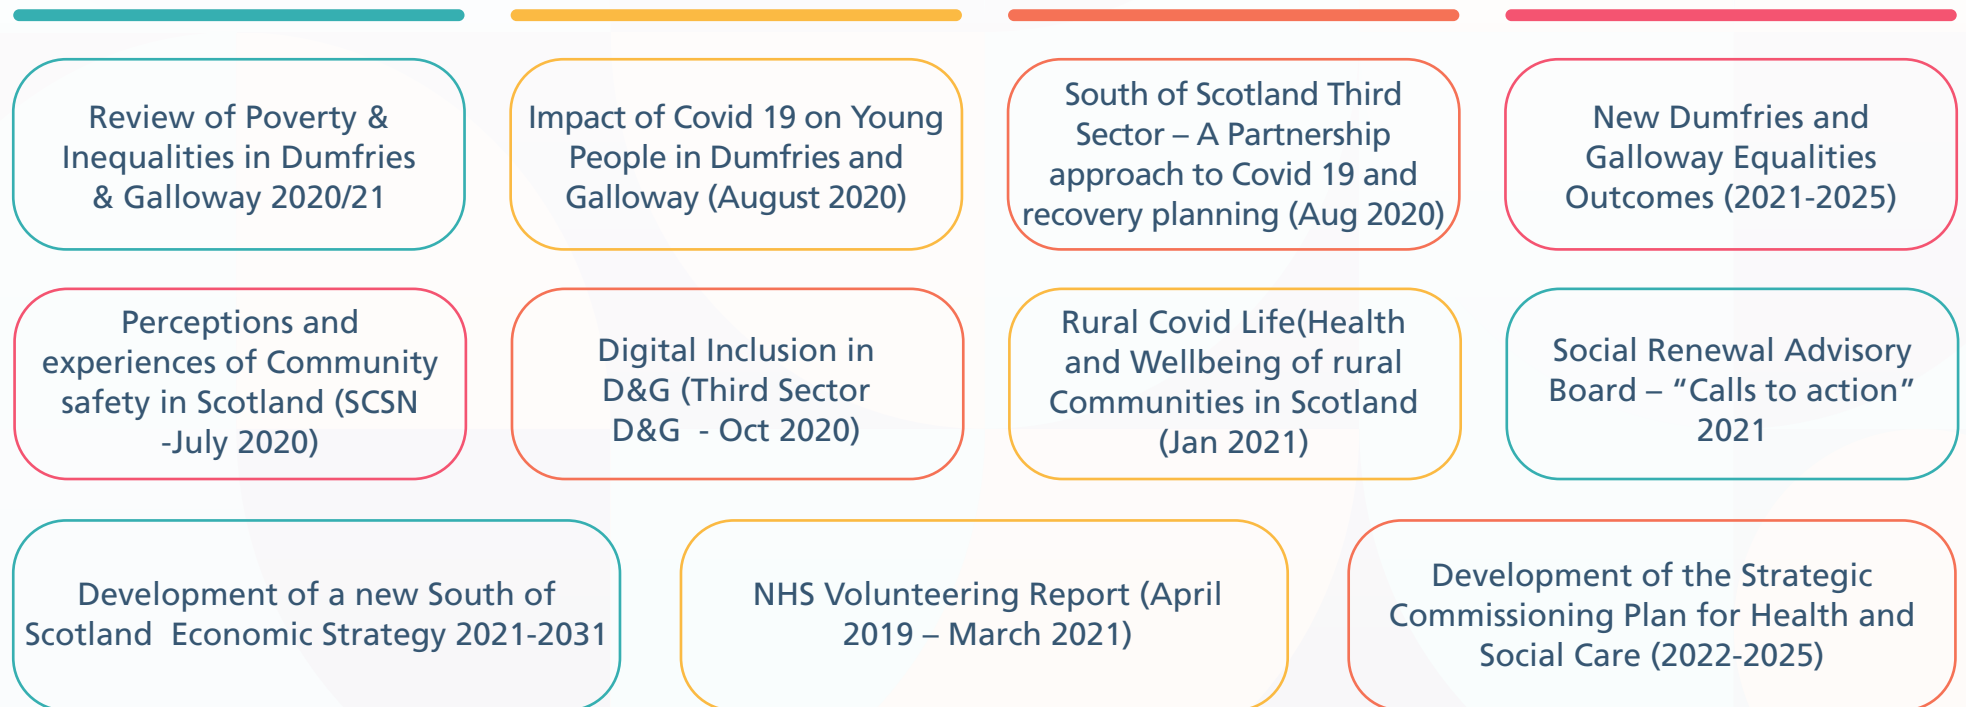 Review of Poverty &
Inequalities in Dumfries
& Galloway 2020/21
Impact of Covid 19 on Young
People in Dumfries and
Galloway (August 2020)
South of Scotland Third
Sector – A Partnership
approach to Covid 19 and
recovery planning (Aug 2020)
New Dumfries and
Galloway Equalities
Outcomes (2021-2025)
Perceptions and
experiences of Community
safety in Scotland (SCSN
-July 2020)
Digital Inclusion in
D&G (Third Sector
D&G  - Oct 2020)
Rural Covid Life(Health
and Wellbeing of rural
Communities in Scotland
(Jan 2021)
Social Renewal Advisory
Board – “Calls to action”
2021
Development of a new South of
Scotland  Economic Strategy 2021-2031
NHS Volunteering Report (April
2019 – March 2021)
Development of the Strategic
Commissioning Plan for Health and
Social Care (2022-2025)